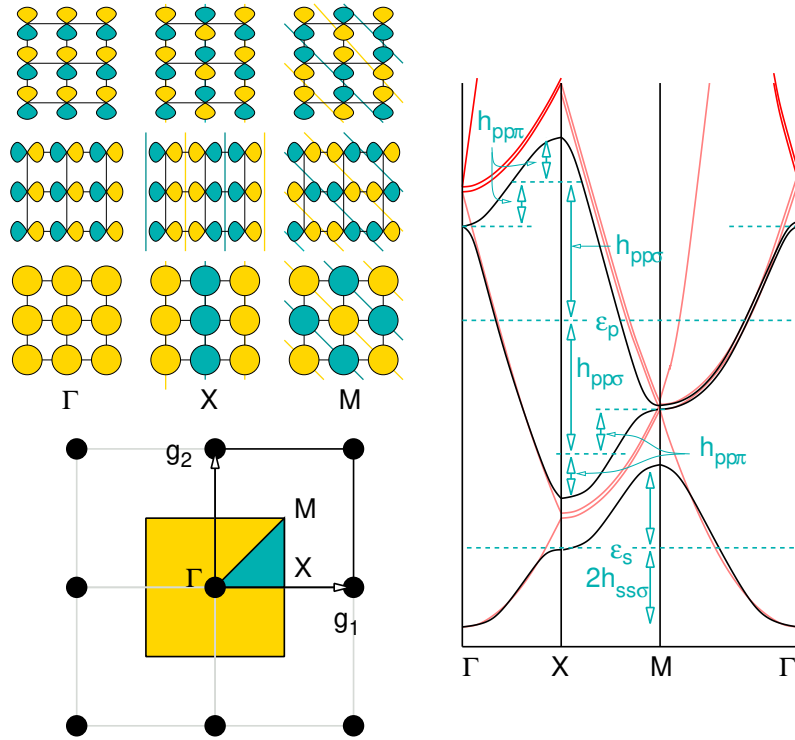 Γ X M
g₂
M
Γ X
g₁
hppπ
hppσ
εp
hppσ
hppπ
εs
2hssσ
Γ X M Γ